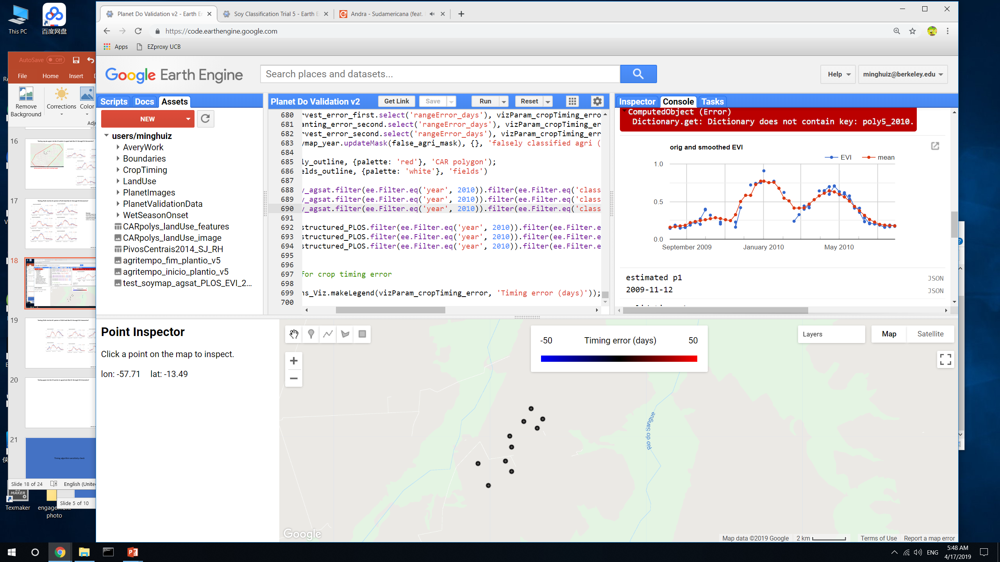 This PC
百度网盘
Planet Do Validation v2 - Earth E
Soy Classification Trial 5 - Earth E
Andra - Sudamericana (feat.
https://code.earthengine.google.com
Apps
EZproxy UCB
AutoSave
Off
File
Home
Insert
Remove
Background
Corrections
Color
Google Earth Engine
Search places and datasets...
Help
minghuiz@berkeley.edu
Scripts
Docs
Assets
NEW
users/minghuiz
AveryWork
Boundaries
CropTiming
LandUse
PlanetImages
PlanetValidationData
WetSeasonOnset
CARpolys_landUse_features
CARpolys_landUse_image
PivosCentrais2014_SJ_RH
agritempo_fim_plantio_v5
agritempo_inicio_plantio_v5
test_soymap_agsat_PLOS_EVI_2...
Planet Do Validation v2
Get Link
Save
Run
Reset
680 rvest_error_first.select('rangeError_days'), vizParam_cropTiming_erro
681 anting_error_second.select('rangeError_days'), vizParam_cropTiming_er
682 rvest_error_second.select('rangeError_days'), vizParam_cropTiming_err
683 ymap_year.updateMask(false_agri_mask), {}, 'falsely classified agri (
684
685 ly_outline, {palette: 'red'}, 'CAR polygon');
686 elds_outline, {palette: 'white'}, 'fields')
687
688 y_agsat.filter(ee.Filter.eq('year', 2010)).filter(ee.Filter.eq('class
689 y_agsat.filter(ee.Filter.eq('year', 2010)).filter(ee.Filter.eq('class
690 y_agsat.filter(ee.Filter.eq('year', 2010)).filter(ee.Filter.eq('class
691
692 structured_PLOS.filter(ee.Filter.eq('year', 2010)).filter(ee.Filter.e
693 structured_PLOS.filter(ee.Filter.eq('year', 2010)).filter(ee.Filter.e
694 structured_PLOS.filter(ee.Filter.eq('year', 2010)).filter(ee.Filter.e
695
696
697 for crop timing error
698
699 ns_Viz.makeLegend(vizParam_cropTiming_error, 'Timing error (days)'));
700
Inspector
Console
Tasks
ComputedObject (Error)
Dictionary.get: Dictionary does not contain key: poly5_2010.
orig and smoothed EVI
EVI
mean
1.0
0.5
0.0
September 2009
January 2010
May 2010
estimated p1
JSON
2009-11-12
JSON
Point Inspector
Click a point on the map to inspect.
lon: -57.71 lat: -13.49
-50
Timing error (days)
50
Layers
Map
Satellite
Rio do Sangue
Google
Map data ©2019 Google
2 km
Terms of Use
Report a map error
16
17
18
19
20
21
Timing algorithm sensitivity check
Slide 18 of 24
English (Unite
Slide 5 of 10
MAKER
Texmaker
engagement
photo
ENG
5:48 AM
4/17/2019